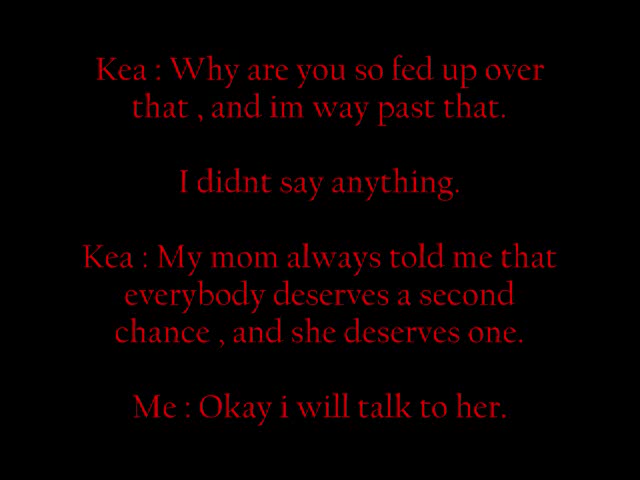 Kea : Why are you so fed up over
that , and im way past that.
I didnt say anything.
Kea : My mom always told me that
everybody deserves a second
chance , and she deserves one.
Me : Okay i will talk to her.